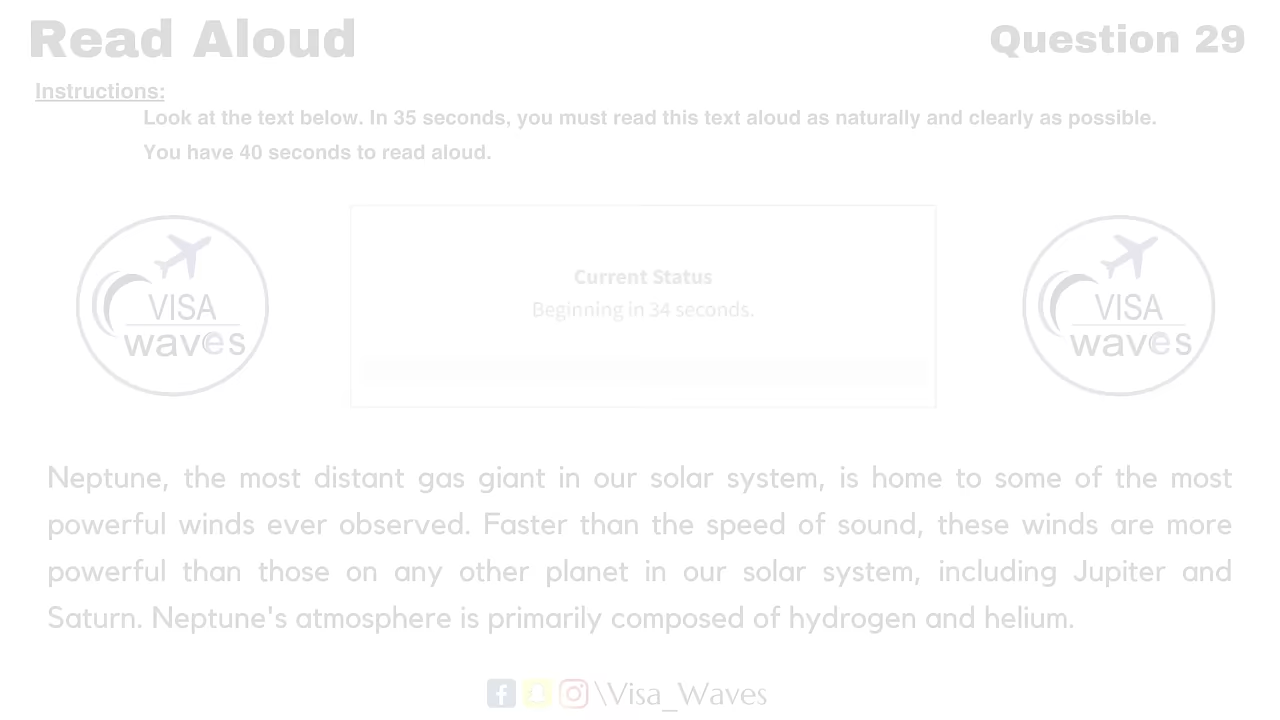 Read Aloud
Question 29
Instructions:
Look at the text below. In 35 seconds, you must read this text aloud as naturally and clearly as possible.
You have 40 seconds to read aloud.
VISA
waves
Current Status
Beginning in 34 seconds.
VISA
waves
Neptune, the most distant gas giant in our solar system, is home to some of the most
powerful winds ever observed. Faster than the speed of sound, these winds are more
powerful than those on any other planet in our solar system, including Jupiter and
Saturn. Neptune's atmosphere is primarily composed of hydrogen and helium.
\Visa_Waves